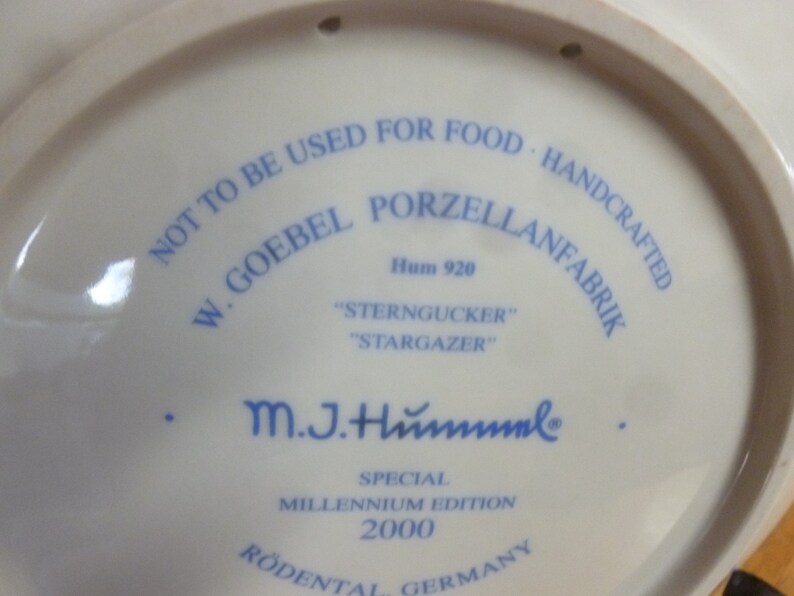 NOT TO BE USED FOR FOOD · HANDCRAFTED
W. GOEBEL PORZELLANFABRIK
Hum 920
"STERNGUCKER"
"STARGAZER"
M.J.Hummel®
SPECIAL
MILLENNIUM EDITION
2000
RÖDENTAL, GERMANY